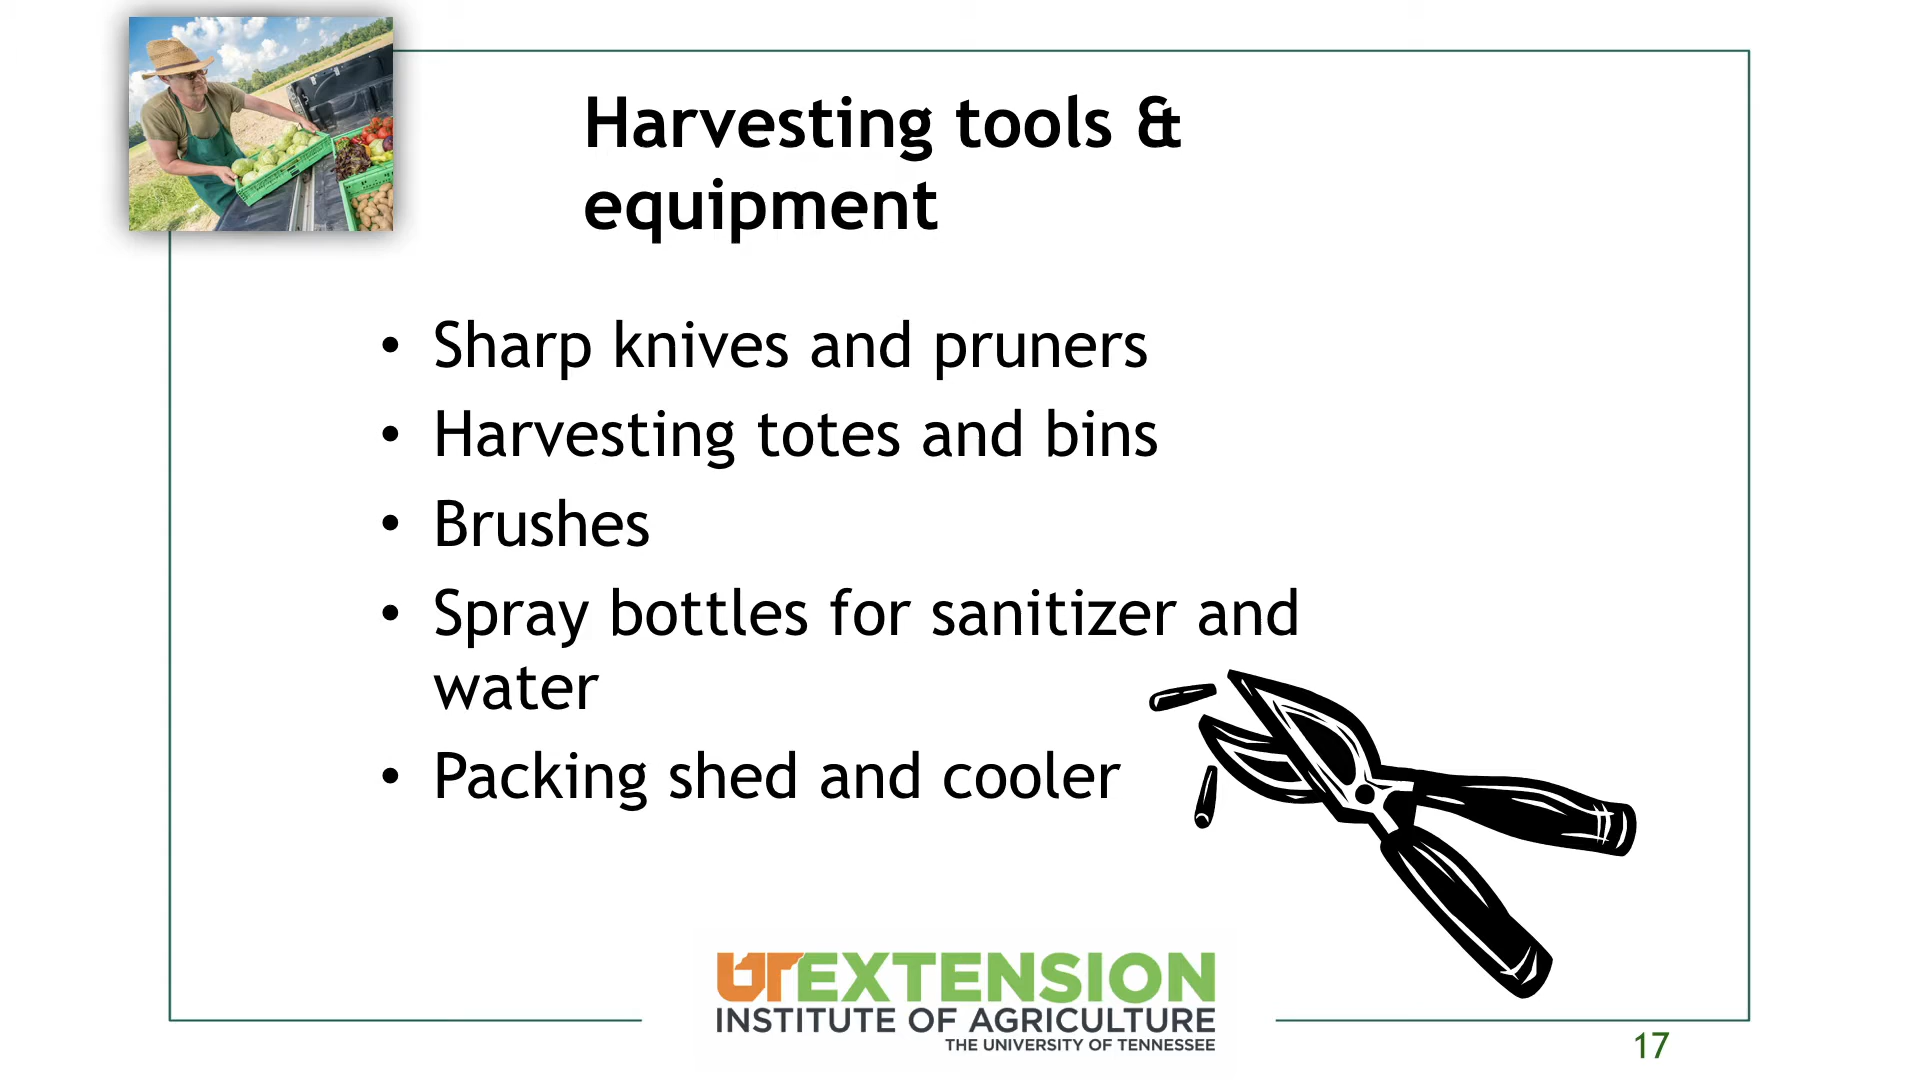 Harvesting tools &
equipment
• Sharp knives and pruners
• Harvesting totes and bins
• Brushes
• Spray bottles for sanitizer and
water
• Packing shed and cooler
UTEXTENSION
INSTITUTE OF AGRICULTURE
THE UNIVERSITY OF TENNESSEE
17